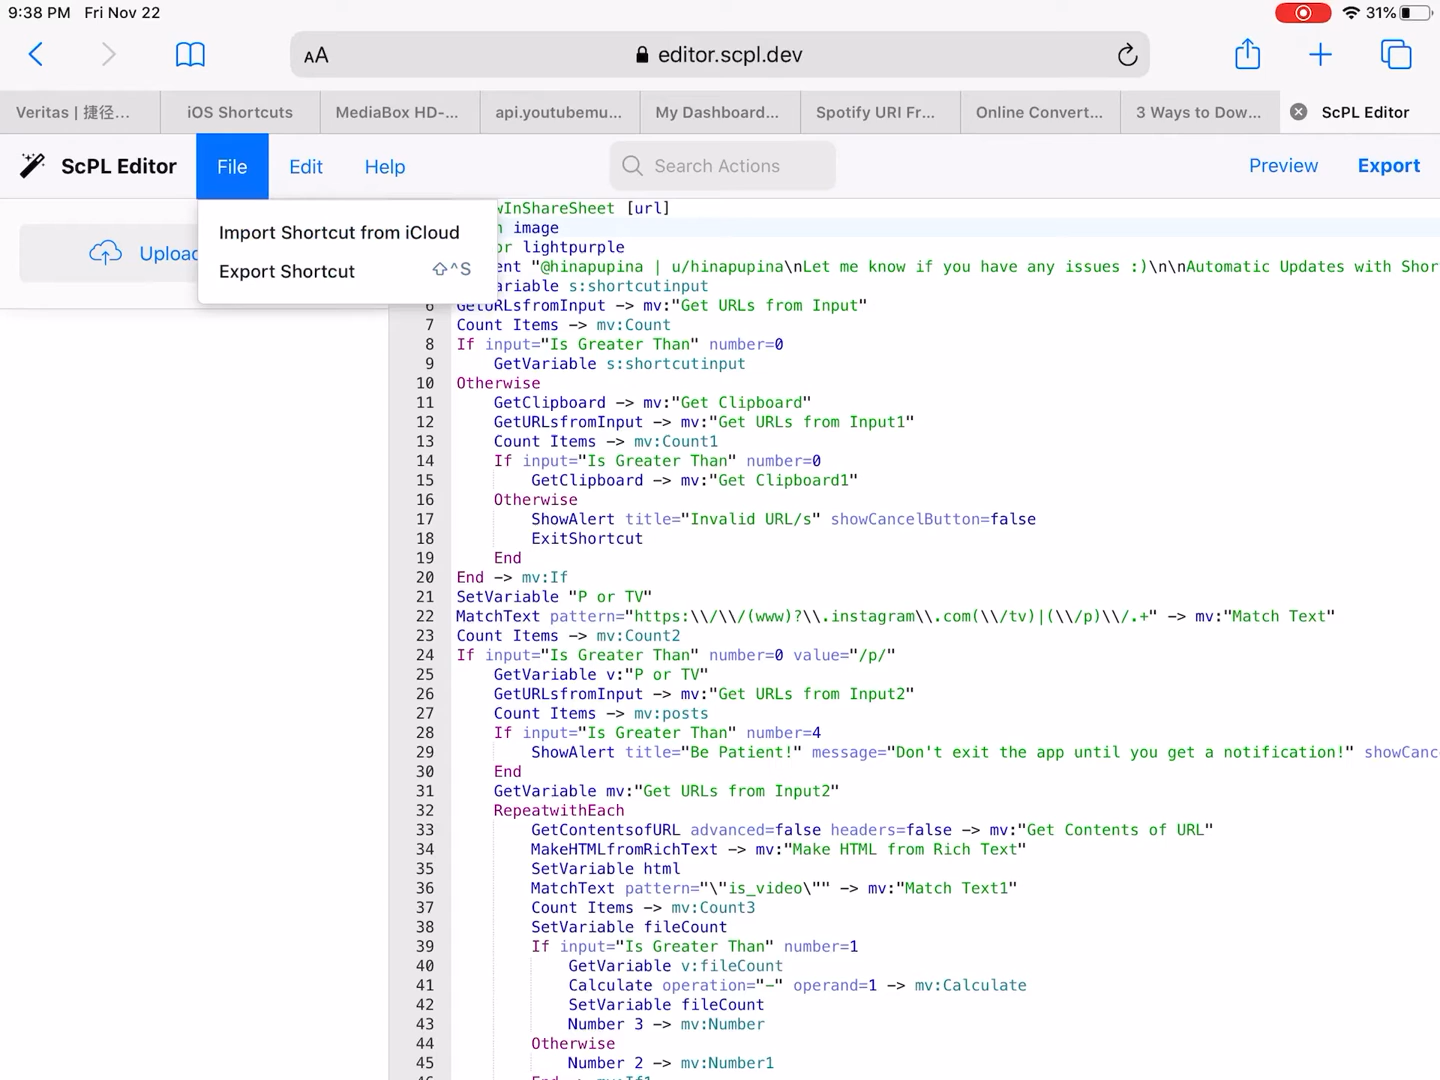 9:38 PM Fri Nov 22
31%
AA
editor.scpl.dev
Veritas | 捷径...
iOS Shortcuts
MediaBox HD-...
api.youtubemu...
My Dashboard...
Spotify URI Fr...
Online Convert...
3 Ways to Dow...
ScPL Editor
ScPL Editor
File
Edit
Help
Search Actions
Preview
Export
Import Shortcut from iCloud
Export Shortcut ⇧^S
Uploa
wInShareSheet [url]
image
or lightpurple
ent "@hinapupina | u/hinapupina\nLet me know if you have any issues :)\n\nAutomatic Updates with Shor
ariable s:shortcutinput
6 GetURLsfromInput -> mv:"Get URLs from Input"
7 Count Items -> mv:Count
8 If input="Is Greater Than" number=0
9 GetVariable s:shortcutinput
10 Otherwise
11 GetClipboard -> mv:"Get Clipboard"
12 GetURLsfromInput -> mv:"Get URLs from Input1"
13 Count Items -> mv:Count1
14 If input="Is Greater Than" number=0
15 GetClipboard -> mv:"Get Clipboard1"
16 Otherwise
17 ShowAlert title="Invalid URL/s" showCancelButton=false
18 ExitShortcut
19 End
20 End -> mv:If
21 SetVariable "P or TV"
22 MatchText pattern="https:\\/\\/(www)?\\.instagram\\.com(\\/tv)|(\\/p)\\/.+" -> mv:"Match Text"
23 Count Items -> mv:Count2
24 If input="Is Greater Than" number=0 value="/p/"
25 GetVariable v:"P or TV"
26 GetURLsfromInput -> mv:"Get URLs from Input2"
27 Count Items -> mv:posts
28 If input="Is Greater Than" number=4
29 ShowAlert title="Be Patient!" message="Don't exit the app until you get a notification!" showCanc
30 End
31 GetVariable mv:"Get URLs from Input2"
32 RepeatwithEach
33 GetContentsofURL advanced=false headers=false -> mv:"Get Contents of URL"
34 MakeHTMLfromRichText -> mv:"Make HTML from Rich Text"
35 SetVariable html
36 MatchText pattern="\"is_video\"" -> mv:"Match Text1"
37 Count Items -> mv:Count3
38 SetVariable fileCount
39 If input="Is Greater Than" number=1
40 GetVariable v:fileCount
41 Calculate operation="-" operand=1 -> mv:Calculate
42 SetVariable fileCount
43 Number 3 -> mv:Number
44 Otherwise
45 Number 2 -> mv:Number1
46 End -> mv:If1